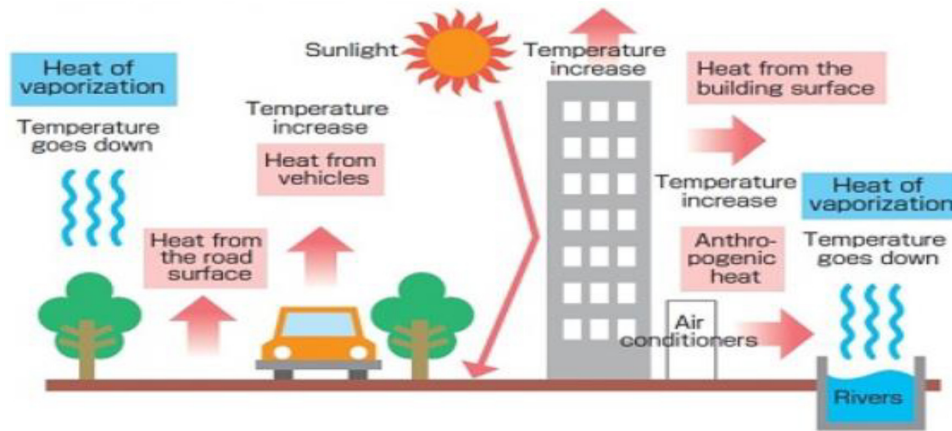 Sunlight
Temperature
increase
Heat of
vaporization
Temperature
goes down
Temperature
increase
Heat from
vehicles
Heat from
the road
surface
Heat from the
building surface
Temperature
increase
Heat of
vaporization
Temperature
goes down
Anthro-
pogenic
heat
Air
conditioners
Rivers